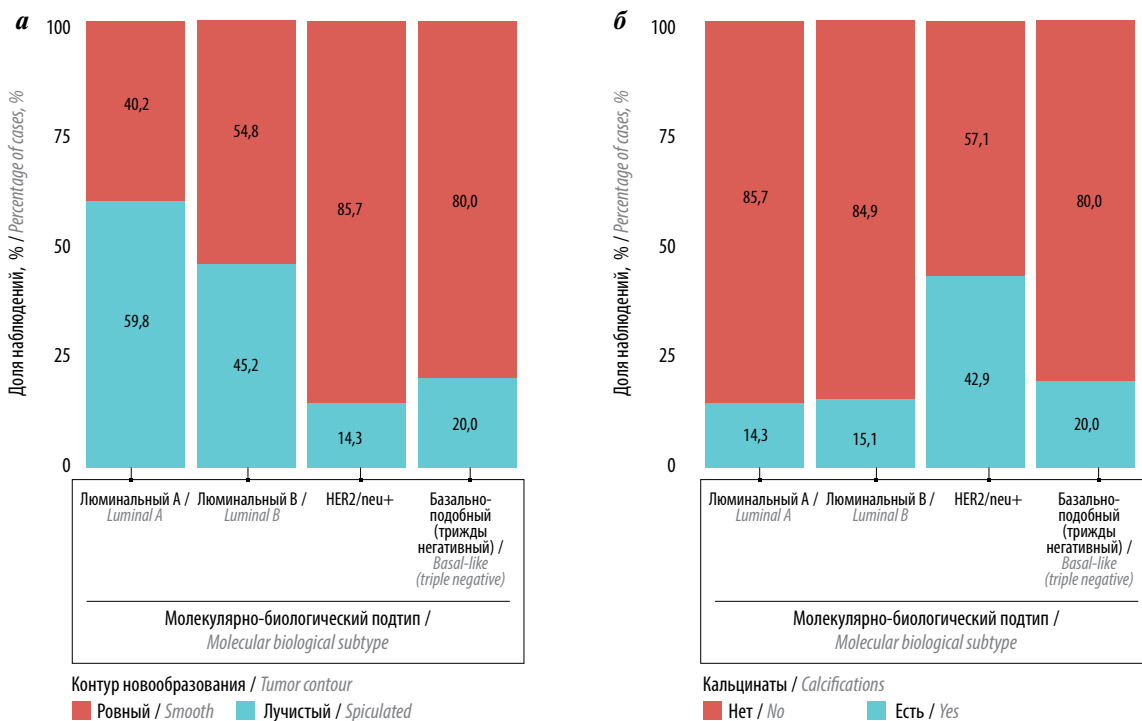 а
Доля наблюдений, % / Percentage of cases, %
100
75
50
25
0
40,2
54,8
85,7
80,0
59,8
45,2
14,3
20,0
Люминальный А /
Luminal A
Люминальный B /
Luminal B
HER2/neu+
Базально-
подобный
(трижды
негативный) /
Basal-like
(triple negative)
Молекулярно-биологический подтип /
Molecular biological subtype
Контур новообразования / Tumor contour
Ровный / Smooth
Лучистый / Spiculated
б
Доля наблюдений, % / Percentage of cases, %
100
75
50
25
0
85,7
84,9
57,1
80,0
14,3
15,1
42,9
20,0
Люминальный А /
Luminal A
Люминальный B /
Luminal B
HER2/neu+
Базально-
подобный
(трижды
негативный) /
Basal-like
(triple negative)
Молекулярно-биологический подтип /
Molecular biological subtype
Кальцинаты / Calcifications
Нет / No
Есть / Yes